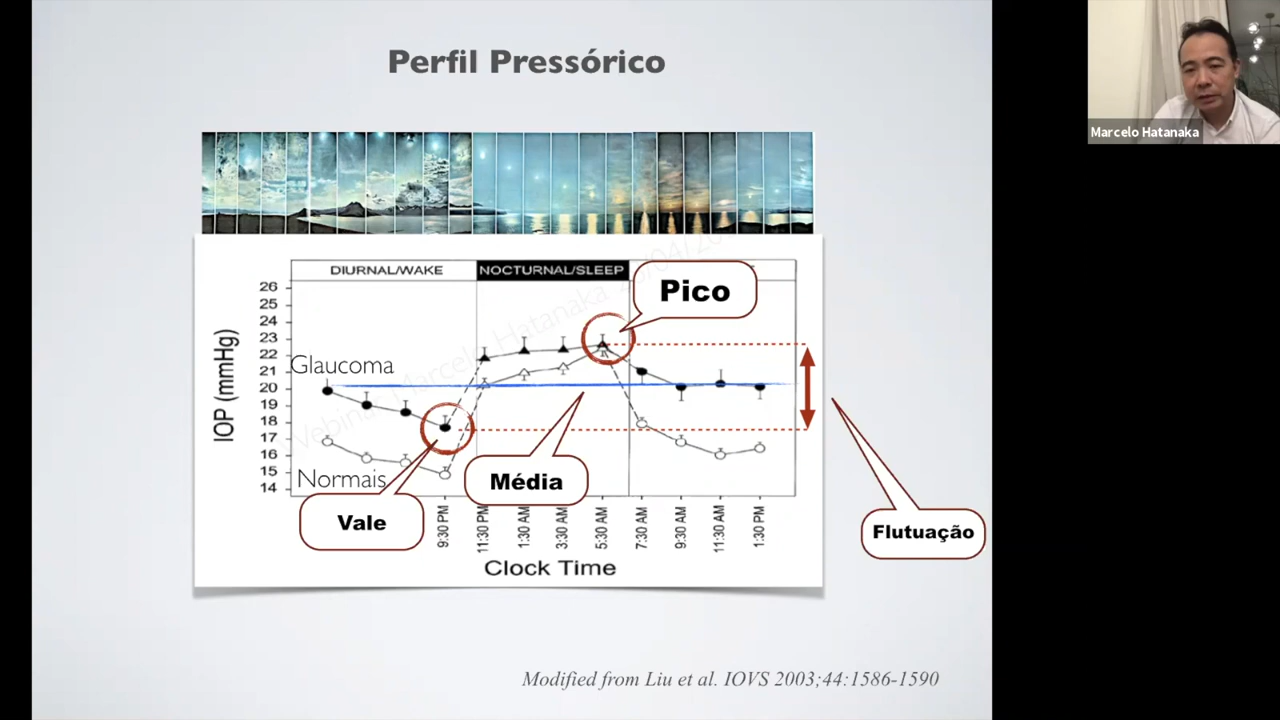 Perfil Pressórico
Marcelo Hatanaka
DIURNAL/WAKE
NOCTURNAL/SLEEP
Pico
26
25
24
23
22
21
20
19
18
17
16
15
14
IOP (mmHg)
Glaucoma
Normais
Média
Vale
Flutuação
9:30 PM
11:30 PM
1:30 AM
3:30 AM
5:30 AM
7:30 AM
9:30 AM
11:30 AM
1:30 PM
Clock Time
Marcelo Hatanaka
Modified from Liu et al. IOVS 2003;44:1586-1590